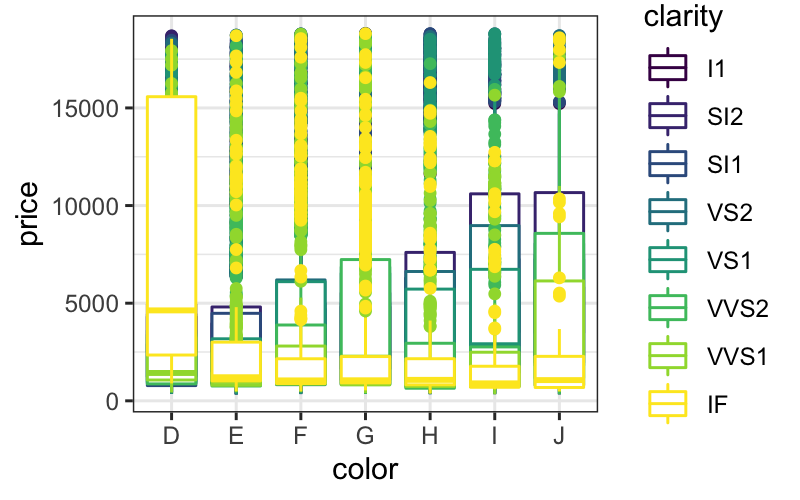 clarity
I1
SI2
SI1
VS2
VS1
VVS2
VVS1
IF
price
15000
10000
5000
0
D E F G H I J
color